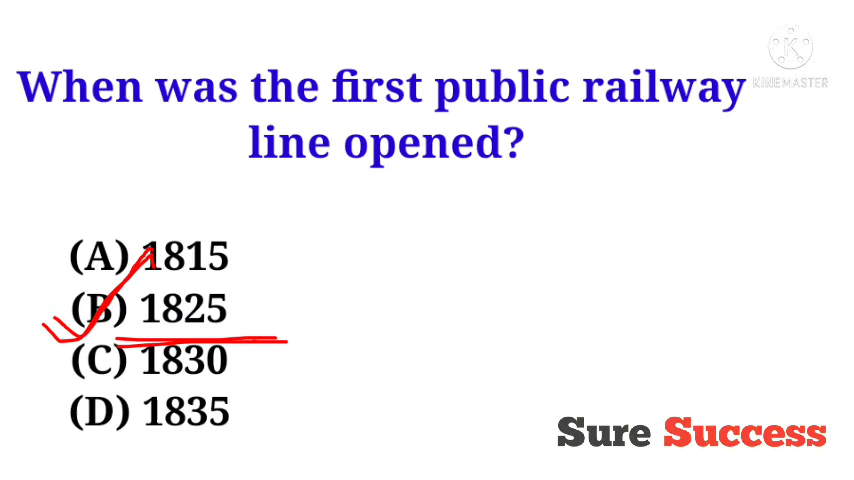 When was the first public railway
KINEMASTER
line opened?
(A) 1815
(B) 1825
(C) 1830
(D) 1835
Sure Success